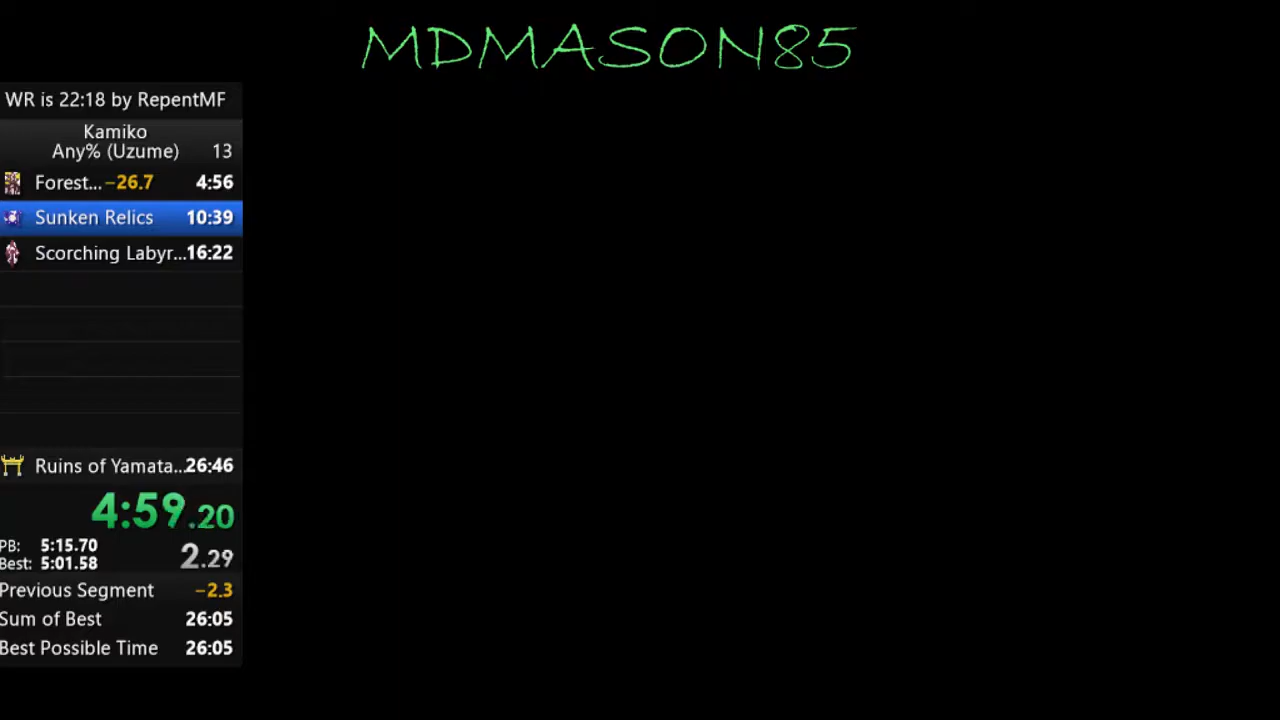 MDMASON85
WR is 22:18 by RepentMF
Kamiko
Any% (Uzume) 13
Forest... −26.7 4:56
Sunken Relics 10:39
Scorching Labyr... 16:22
Ruins of Yamata... 26:46
4:59.20
PB: 5:15.70
Best: 5:01.58
2.29
Previous Segment −2.3
Sum of Best 26:05
Best Possible Time 26:05